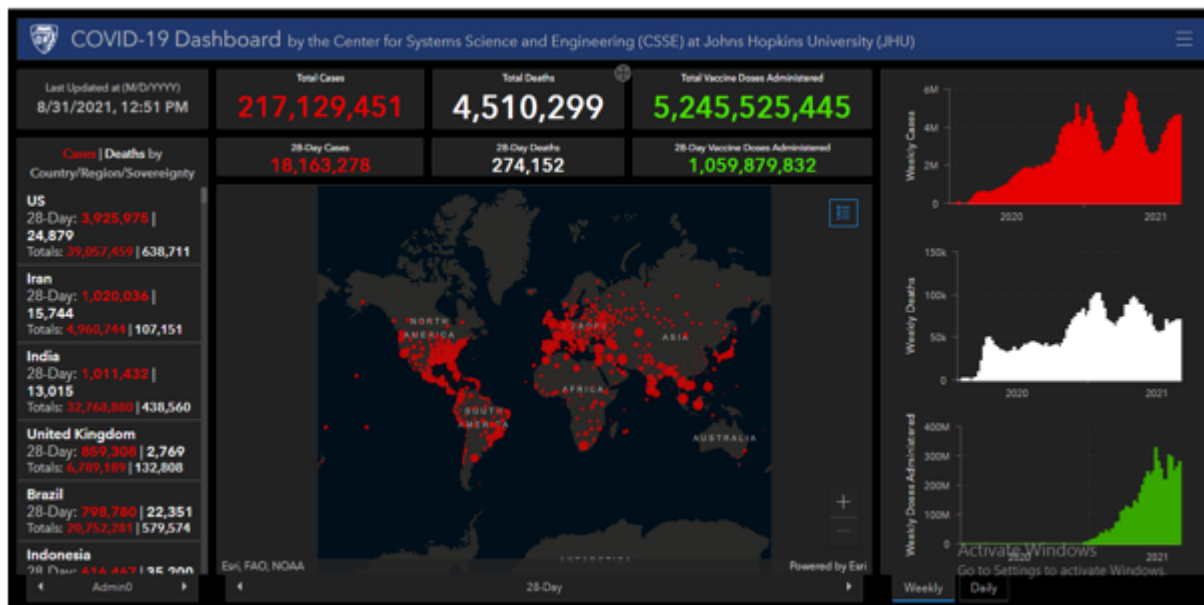 COVID-19 Dashboard by the Center for Systems Science and Engineering (CSSE) at Johns Hopkins University (JHU)
Last Updated at (M/D/YYYY)
8/31/2021, 12:51 PM
Total Cases
217,129,451
Total Deaths
4,510,299
Total Vaccine Doses Administered
5,245,525,445
28-Day Cases
18,163,278
28-Day Deaths
274,152
28-Day Vaccine Doses Administered
1,059,879,832
Cases | Deaths by
Country/Region/Sovereignty
US
28-Day: 3,925,975 |
24,879
Totals: 39,057,459 | 638,711
Iran
28-Day: 1,020,036 |
15,744
Totals: 4,960,744 | 107,151
India
28-Day: 1,011,432 |
13,015
Totals: 32,768,880 | 438,560
United Kingdom
28-Day: 859,308 | 2,769
Totals: 6,789,189 | 132,808
Brazil
28-Day: 798,780 | 22,351
Totals: 20,752,281 | 579,574
Indonesia
Admin0
NORTH
AMERICA
EUROPE
ASIA
AFRICA
SOUTH
AMERICA
AUSTRALIA
Esri, FAO, NOAA
Powered by Esri
28-Day
Weekly Cases
6M
4M
2M
0
2020
2021
Weekly Deaths
150k
100k
50k
0
2020
2021
Weekly Doses Administered
400M
300M
200M
100M
0
2020
2021
Activate Windows
Go to Settings to activate Windows.
Weekly
Daily